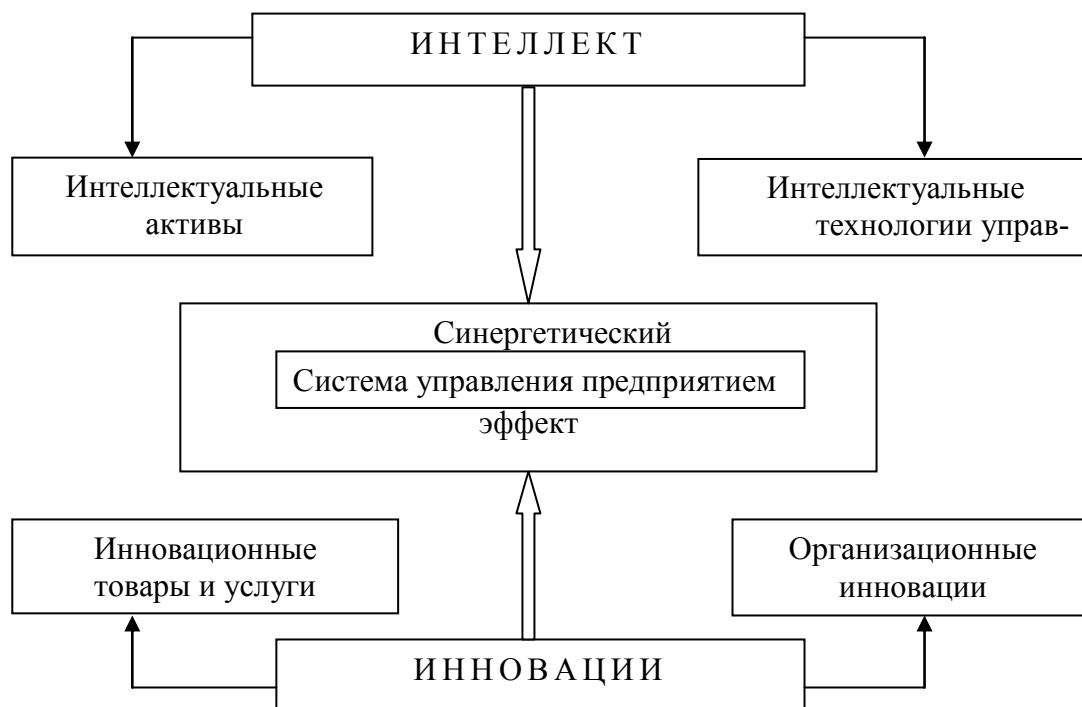 ИНТЕЛЛЕКТ
Интеллектуальные
активы
Интеллектуальные
технологии управ-
Синергетический
Система управления предприятием
эффект
Инновационные
товары и услуги
Организационные
инновации
ИННОВАЦИИ